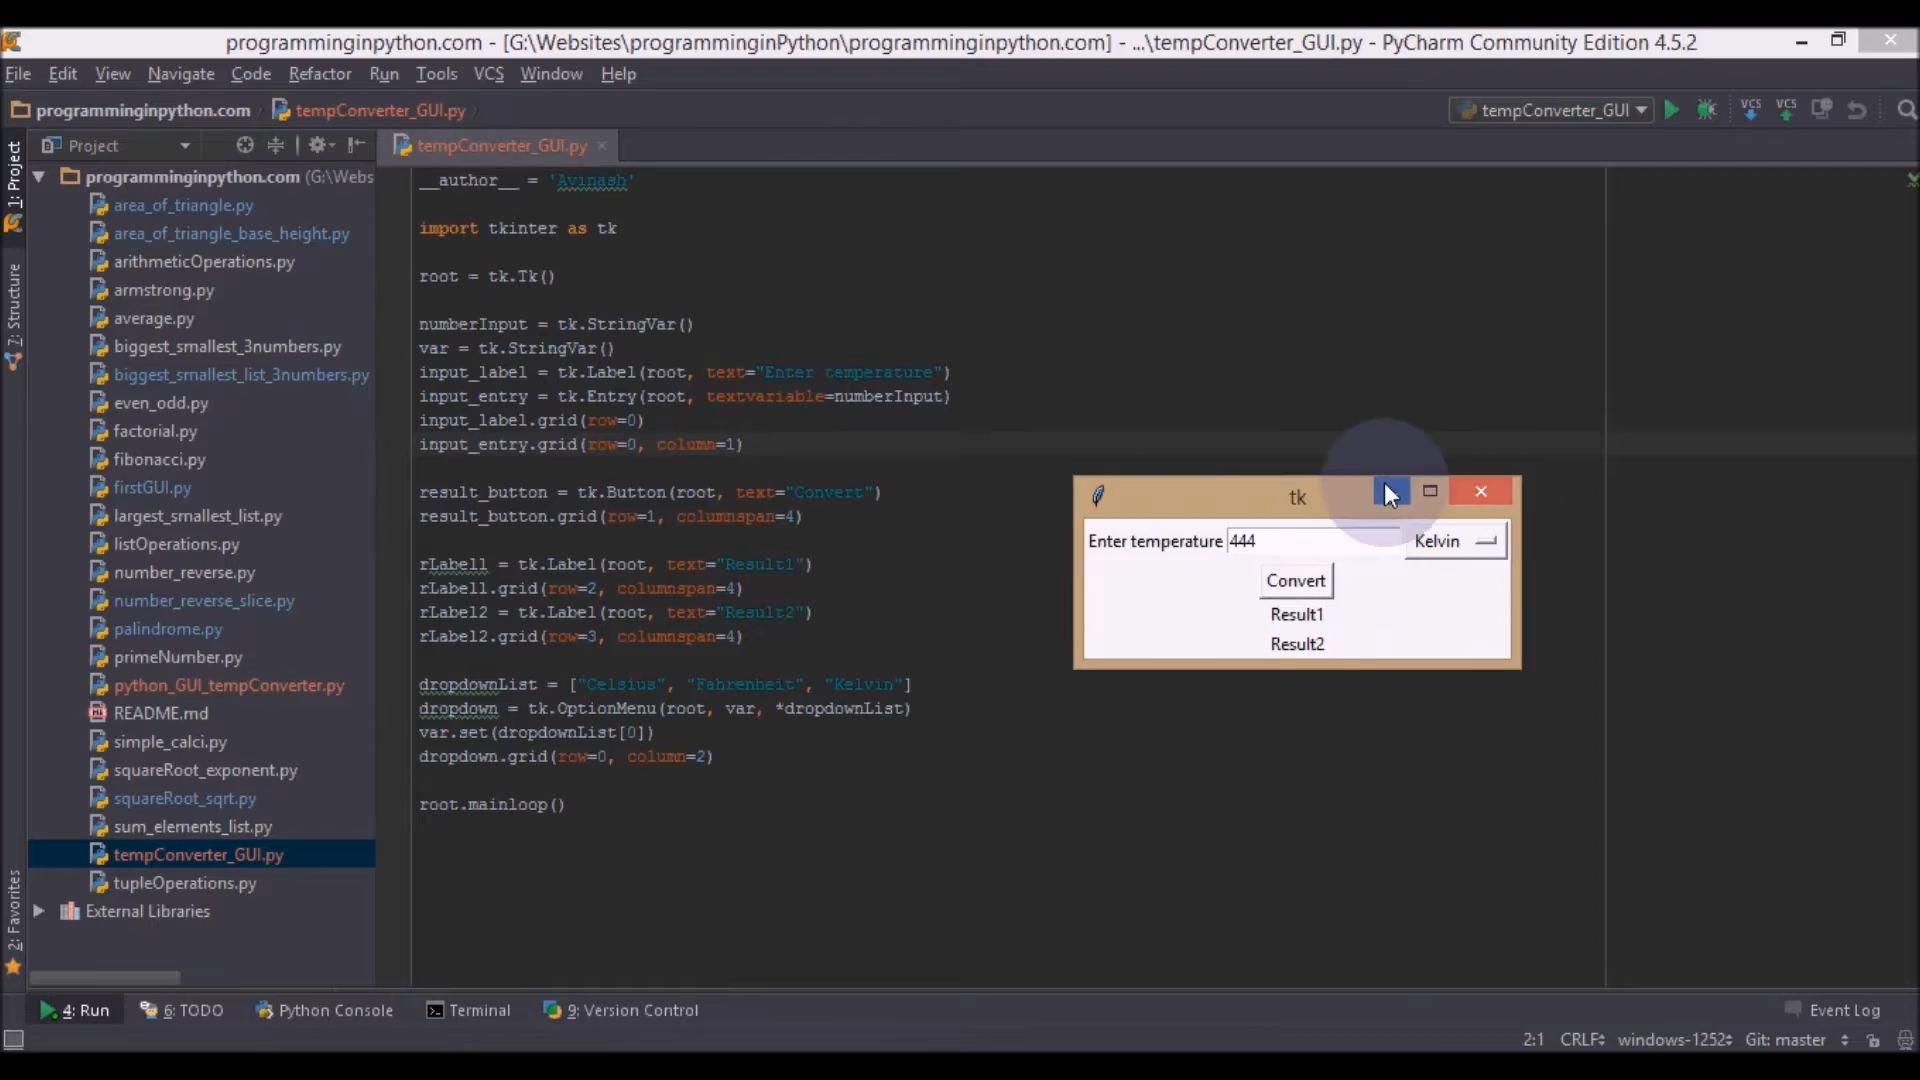 programminginpython.com - [G:\Websites\programminginPython\programminginpython.com] - ...\tempConverter_GUI.py - PyCharm Community Edition 4.5.2
File Edit View Navigate Code Refactor Run Tools VCS Window Help
programminginpython.com tempConverter_GUI.py
tempConverter_GUI
VCS VCS
1: Project
7: Structure
2: Favorites
Project
programminginpython.com (G:\Webs
area_of_triangle.py
area_of_triangle_base_height.py
arithmeticOperations.py
armstrong.py
average.py
biggest_smallest_3numbers.py
biggest_smallest_list_3numbers.py
even_odd.py
factorial.py
fibonacci.py
firstGUI.py
largest_smallest_list.py
listOperations.py
number_reverse.py
number_reverse_slice.py
palindrome.py
primeNumber.py
python_GUI_tempConverter.py
README.md
simple_calci.py
squareRoot_exponent.py
squareRoot_sqrt.py
sum_elements_list.py
tempConverter_GUI.py
tupleOperations.py
External Libraries
tempConverter_GUI.py
__author__ = 'Avinash'
import tkinter as tk
root = tk.Tk()
numberInput = tk.StringVar()
var = tk.StringVar()
input_label = tk.Label(root, text="Enter temperature")
input_entry = tk.Entry(root, textvariable=numberInput)
input_label.grid(row=0)
input_entry.grid(row=0, column=1)
result_button = tk.Button(root, text="Convert")
result_button.grid(row=1, columnspan=4)
rLabel1 = tk.Label(root, text="Result1")
rLabel1.grid(row=2, columnspan=4)
rLabel2 = tk.Label(root, text="Result2")
rLabel2.grid(row=3, columnspan=4)
dropdownList = ["Celsius", "Fahrenheit", "Kelvin"]
dropdown = tk.OptionMenu(root, var, *dropdownList)
var.set(dropdownList[0])
dropdown.grid(row=0, column=2)
root.mainloop()
tk
Enter temperature 444 Kelvin
Convert
Result1
Result2
4: Run 6: TODO Python Console Terminal 9: Version Control Event Log
2:1 CRLF windows-1252 Git: master